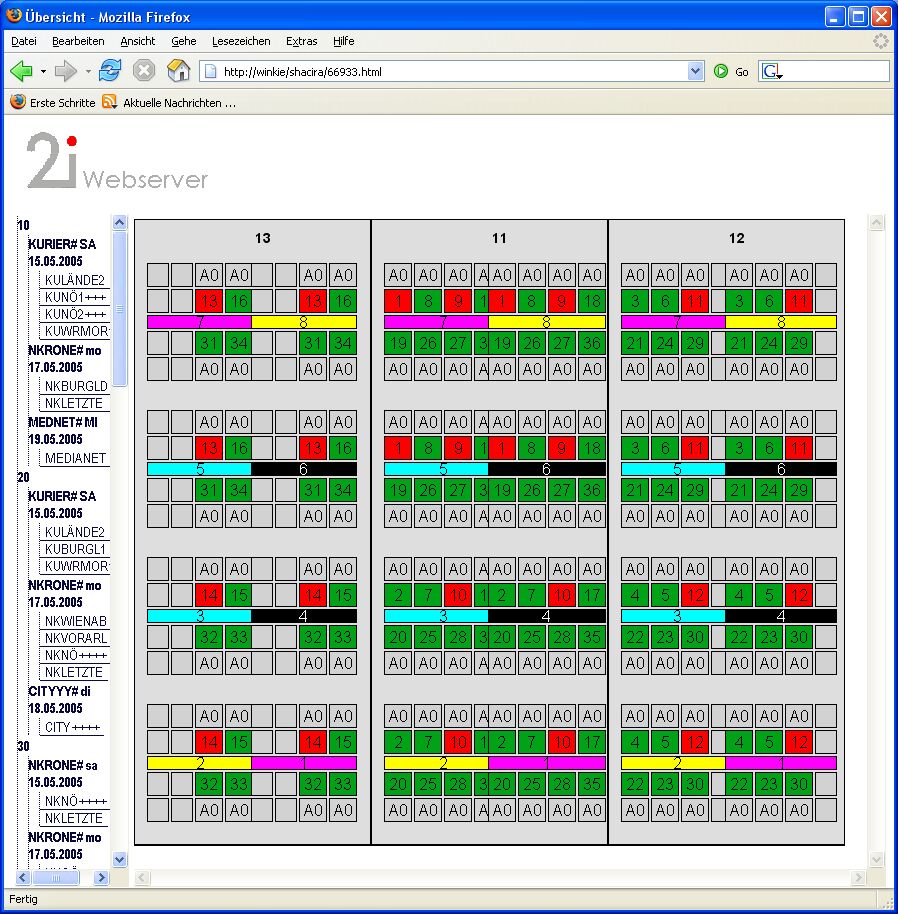 Übersicht - Mozilla Firefox
Datei Bearbeiten Ansicht Gehe Lesezeichen Extras Hilfe
http://winkie/shacira/66933.html Go G
Erste Schritte Aktuelle Nachrichten ...
2i Webserver
10
KURIER# SA
15.05.2005
KULÄNDE2
KUNÖ1+++
KUNÖ2+++
KUWRMOR
NKRONE# mo
17.05.2005
NKBURGLD
NKLETZTE
MEDNET# MI
19.05.2005
MEDIANET
20
KURIER# SA
15.05.2005
KULÄNDE2
KUBURGL1
KUWRMOR
NKRONE# mo
17.05.2005
NKWIENAB
NKVORARL
NKNÖ++++
NKLETZTE
CITYYY# di
18.05.2005
CITY++++
30
NKRONE# sa
15.05.2005
NKNÖ++++
NKLETZTE
NKRONE# mo
17.05.2005
13 11 12
A0 A0 A0 A0 A0 A0 A0 A A0 A0 A0 A0 A0 A0 A0 A0 A0 A0
13 16 13 16 1 8 9 1 1 8 9 18 3 6 11 3 6 11
7 8 7 8 7 8
31 34 31 34 19 26 27 3 19 26 27 36 21 24 29 21 24 29
A0 A0 A0 A0 A0 A0 A0 A A0 A0 A0 A0 A0 A0 A0 A0 A0 A0
A0 A0 A0 A0 A0 A0 A0 A A0 A0 A0 A0 A0 A0 A0 A0 A0 A0
13 16 13 16 1 8 9 1 1 8 9 18 3 6 11 3 6 11
5 6 5 6 5 6
31 34 31 34 19 26 27 3 19 26 27 36 21 24 29 21 24 29
A0 A0 A0 A0 A0 A0 A0 A A0 A0 A0 A0 A0 A0 A0 A0 A0 A0
A0 A0 A0 A0 A0 A0 A0 A A0 A0 A0 A0 A0 A0 A0 A0 A0 A0
14 15 14 15 2 7 10 1 2 7 10 17 4 5 12 4 5 12
3 4 3 4 3 4
32 33 32 33 20 25 28 3 20 25 28 35 22 23 30 22 23 30
A0 A0 A0 A0 A0 A0 A0 A A0 A0 A0 A0 A0 A0 A0 A0 A0 A0
A0 A0 A0 A0 A0 A0 A0 A A0 A0 A0 A0 A0 A0 A0 A0 A0 A0
14 15 14 15 2 7 10 1 2 7 10 17 4 5 12 4 5 12
2 1 2 1 2 1
32 33 32 33 20 25 28 3 20 25 28 35 22 23 30 22 23 30
A0 A0 A0 A0 A0 A0 A0 A A0 A0 A0 A0 A0 A0 A0 A0 A0 A0
Fertig